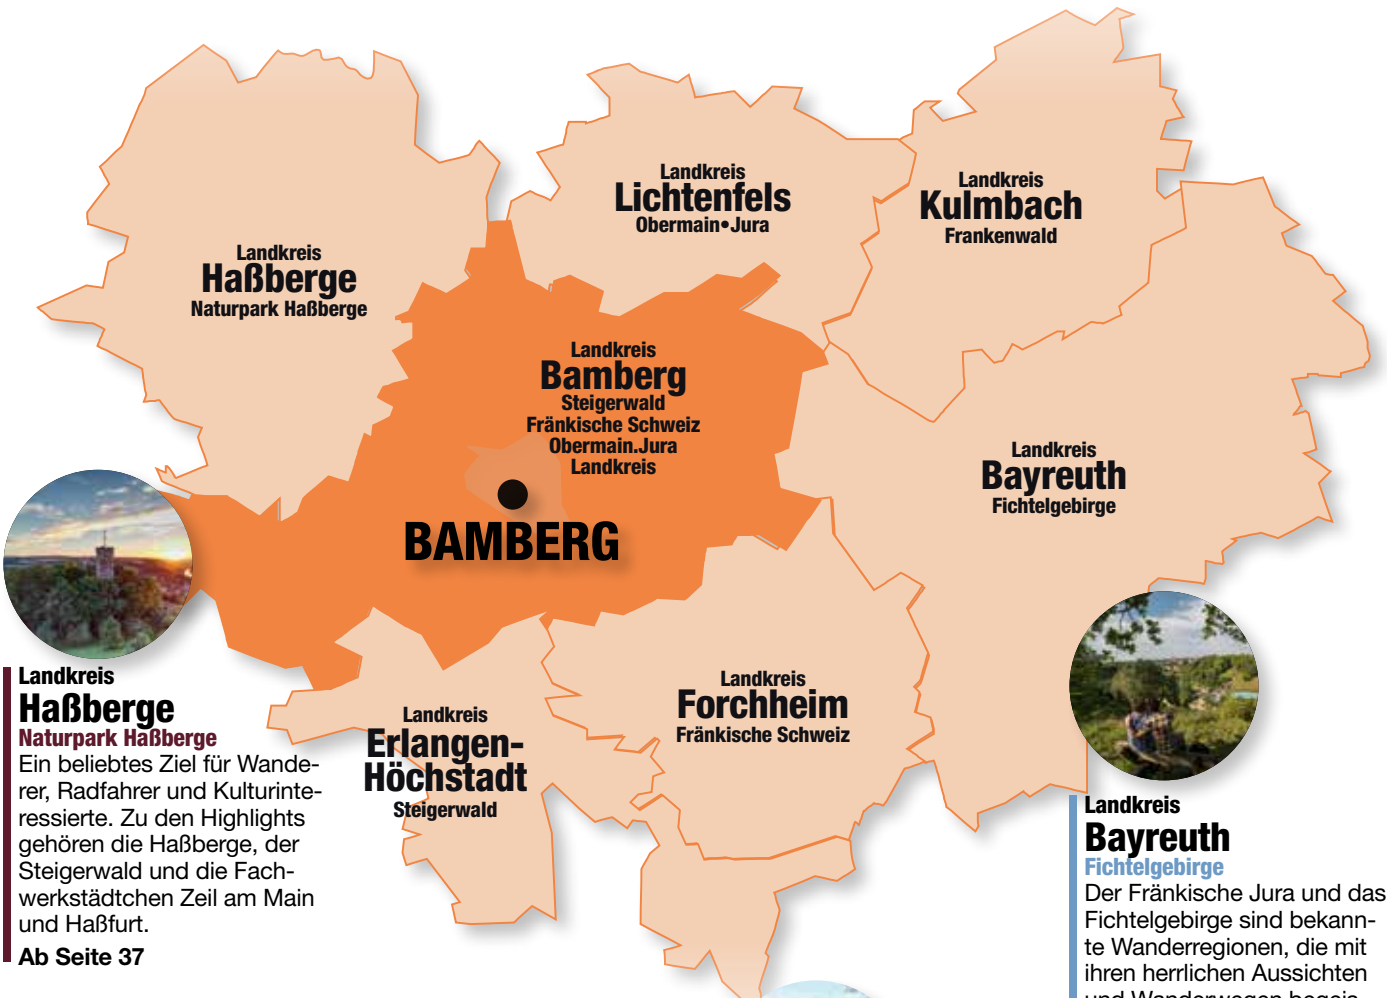 Landkreis
Lichtenfels
Obermain•Jura
Landkreis
Kulmbach
Frankenwald
Landkreis
Haßberge
Naturpark Haßberge
Landkreis
Bamberg
Steigerwald
Fränkische Schweiz
Obermain.Jura
Landkreis
BAMBERG
Landkreis
Bayreuth
Fichtelgebirge
Landkreis
Forchheim
Fränkische Schweiz
Landkreis
Erlangen-
Höchstadt
Steigerwald
Landkreis
Haßberge
Naturpark Haßberge
Ein beliebtes Ziel für Wande-
rer, Radfahrer und Kulturinte-
ressierte. Zu den Highlights
gehören die Haßberge, der
Steigerwald und die Fach-
werkstädtchen Zeil am Main
und Haßfurt.
Ab Seite 37
Landkreis
Bayreuth
Fichtelgebirge
Der Fränkische Jura und das
Fichtelgebirge sind bekann-
te Wanderregionen, die mit
ihren herrlichen Aussichten
und Wanderwegen begeis-